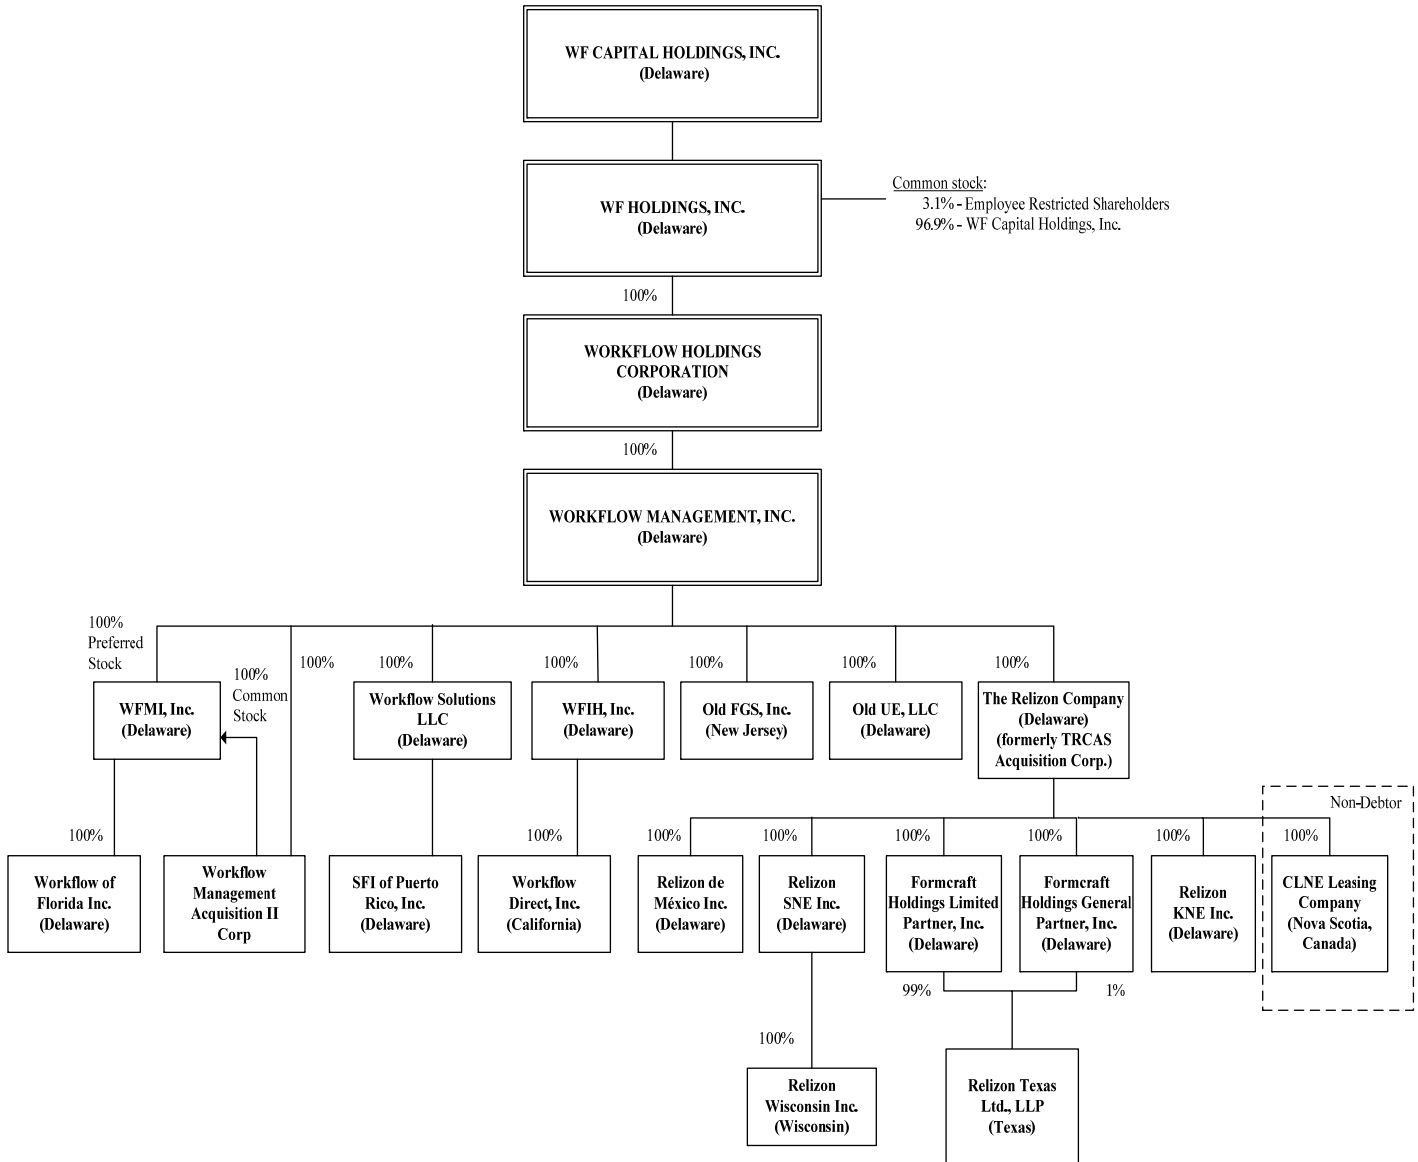 WF CAPITAL HOLDINGS, INC.
(Delaware)
WF HOLDINGS, INC.
(Delaware)
Common stock:
3.1% - Employee Restricted Shareholders
96.9% - WF Capital Holdings, Inc.
100%
WORKFLOW HOLDINGS
CORPORATION
(Delaware)
100%
WORKFLOW MANAGEMENT, INC.
(Delaware)
100%
Preferred
Stock
100%
Common
Stock
100%
100%
100%
100%
100%
100%
WFMI, Inc.
(Delaware)
Workflow Solutions
LLC
(Delaware)
WFIH, Inc.
(Delaware)
Old FGS, Inc.
(New Jersey)
Old UE, LLC
(Delaware)
The Relizon Company
(Delaware)
(formerly TRCAS
Acquisition Corp.)
Non-Debtor
100%
100%
100%
100%
100%
100%
100%
100%
Workflow of
Florida Inc.
(Delaware)
Workflow
Management
Acquisition II
Corp
SFI of Puerto
Rico, Inc.
(Delaware)
Workflow
Direct, Inc.
(California)
Relizon de
México Inc.
(Delaware)
Relizon
SNE Inc.
(Delaware)
Formcraft
Holdings Limited
Partner, Inc.
(Delaware)
Formcraft
Holdings General
Partner, Inc.
(Delaware)
Relizon
KNE Inc.
(Delaware)
CLNE Leasing
Company
(Nova Scotia,
Canada)
99%
1%
100%
Relizon
Wisconsin Inc.
(Wisconsin)
Relizon Texas
Ltd., LLP
(Texas)